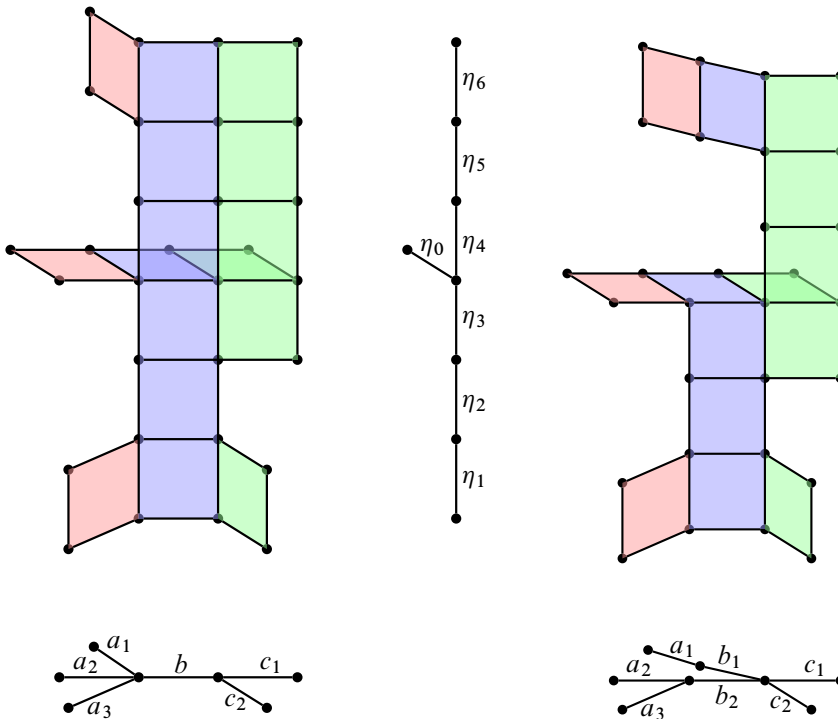 η₆
η₅
η₀ η₄
η₃
η₂
η₁
a₁
a₂ b c₁
a₃ c₂
a₁ b₁
a₂ c₁
b₂
a₃ c₂